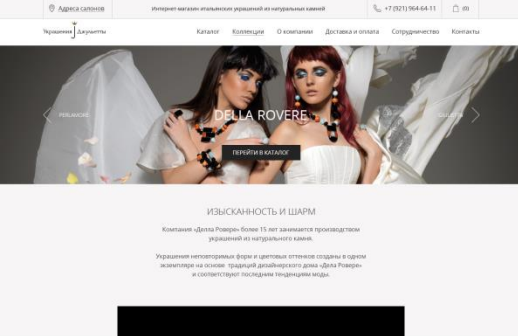 Адреса салонов
Интернет-магазин итальянских украшений из натуральных камней
+7 (921) 964-64-11
(0)
Украшения Джульетты
Каталог Коллекции О компании Доставка и оплата Сотрудничество Контакты
DELLA ROVERE
ПЕРЕЙТИ В КАТАЛОГ
ИЗЫСКАННОСТЬ И ШАРМ
Компания «Делла Ровере» более 15 лет занимается производством
украшений из натурального камня.
Украшения неповторимых форм и цветовых оттенков созданы в одном
экземпляре на основе традиций дизайнерского дома «Дела Ровере»
и соответствуют последним тенденциям моды.